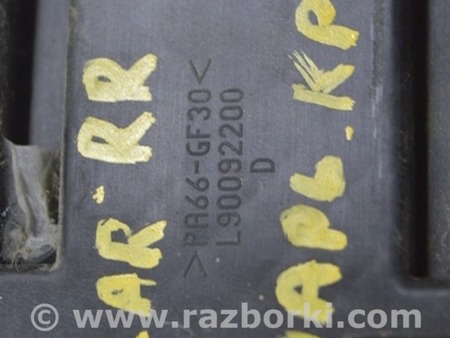 AR-RR
>PA66-GF30<
L90092200
D
APL.KP
© www.razborki.com